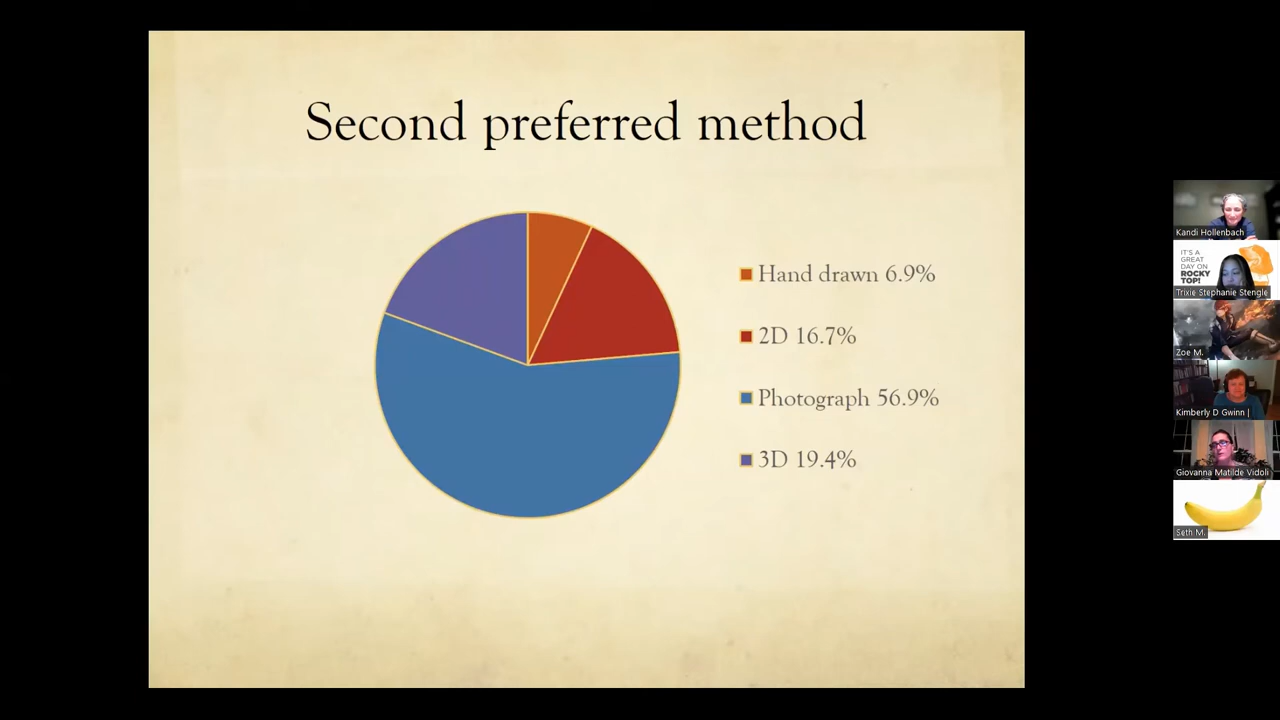 Second preferred method
Hand drawn 6.9%
2D 16.7%
Photograph 56.9%
3D 19.4%
Kandi Hollenbach
IT'S A
GREAT
DAY ON
ROCKY
TOP!
Trixie Stephanie Stengle
Zoe M.
Kimberly D Gwinn |
Giovanna Matilde Vidoli
Seth M.